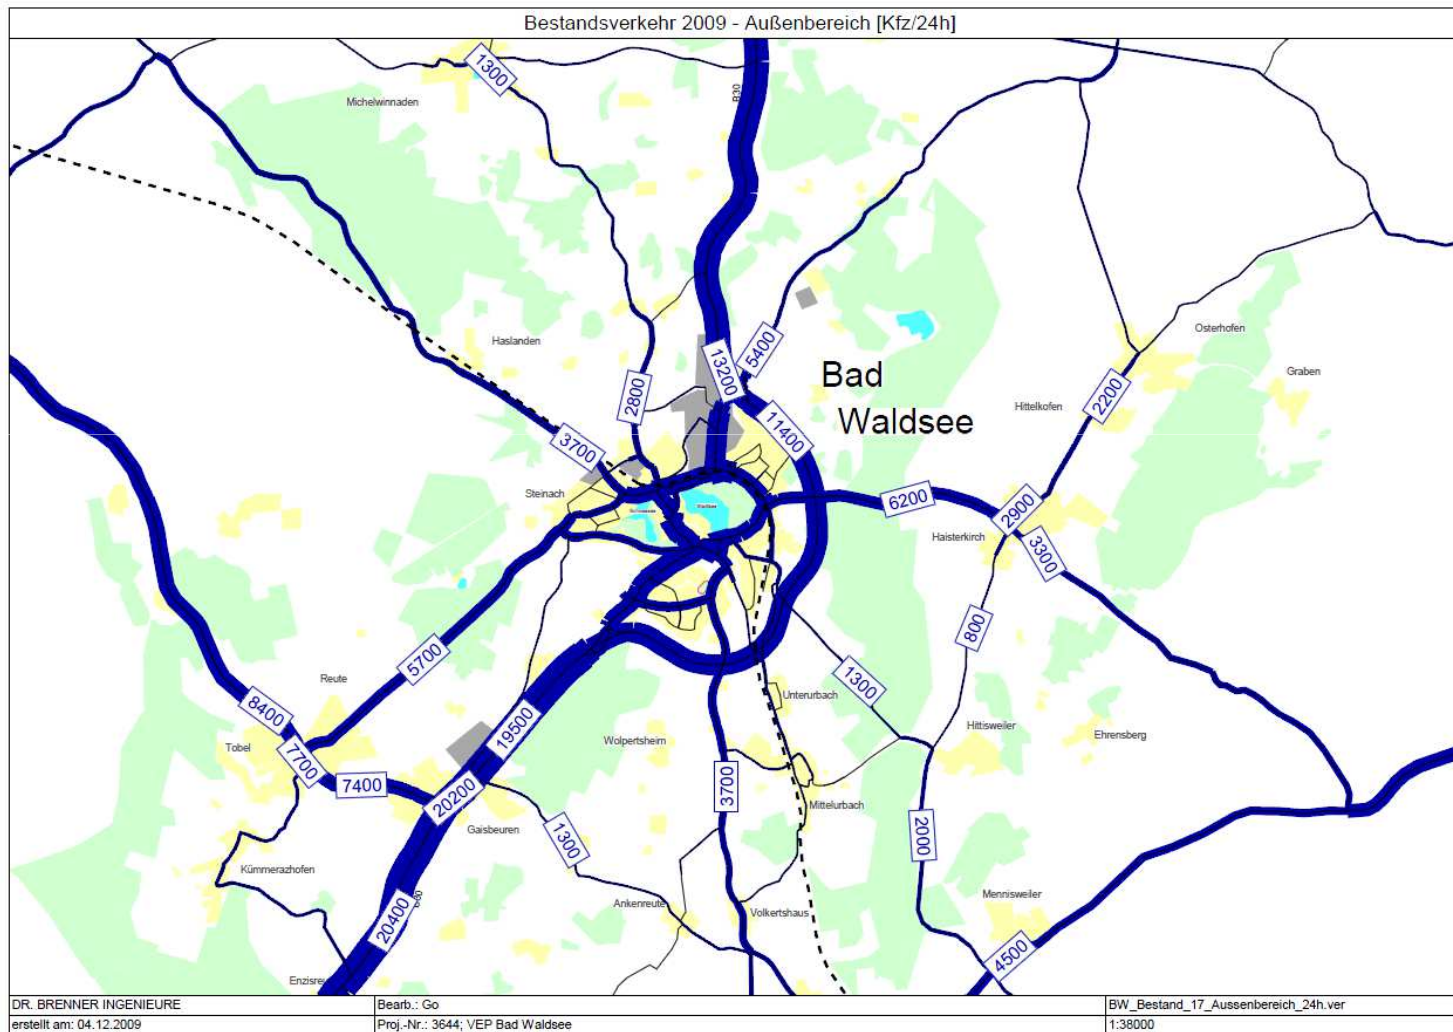 Bestandsverkehr 2009 - Außenbereich [Kfz/24h]
1300
B30
Michelwinnaden
Osterhofen
Haslanden
5400
13200
Graben
Bad
Waldsee
2800
2200
Hittelkofen
11400
3700
Steinach
6200
2900
Haisterkirch
3300
800
5700
1300
Reute
Unterurbach
8400
Hittisweiler
Tobel
19500
Wolpertsheim
Ehrensberg
7700
7400
3700
20200
Mittelurbach
Gaisbeuren
1300
2000
Kümmerazhofen
Mennisweiler
Ankenreute
Volkertshaus
20400
4500
DR. BRENNER INGENIEURE
Bearb.: Go
BW_Bestand_17_Aussenbereich_24h.ver
erstellt am: 04.12.2009
Proj.-Nr.: 3644; VEP Bad Waldsee
1:38000